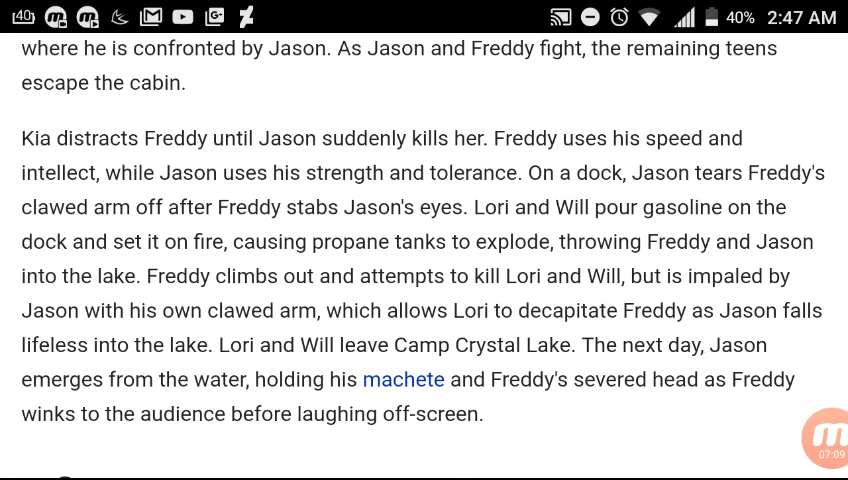 40 40% 2:47 AM
where he is confronted by Jason. As Jason and Freddy fight, the remaining teens
escape the cabin.
Kia distracts Freddy until Jason suddenly kills her. Freddy uses his speed and
intellect, while Jason uses his strength and tolerance. On a dock, Jason tears Freddy's
clawed arm off after Freddy stabs Jason's eyes. Lori and Will pour gasoline on the
dock and set it on fire, causing propane tanks to explode, throwing Freddy and Jason
into the lake. Freddy climbs out and attempts to kill Lori and Will, but is impaled by
Jason with his own clawed arm, which allows Lori to decapitate Freddy as Jason falls
lifeless into the lake. Lori and Will leave Camp Crystal Lake. The next day, Jason
emerges from the water, holding his machete and Freddy's severed head as Freddy
winks to the audience before laughing off-screen.
07:09